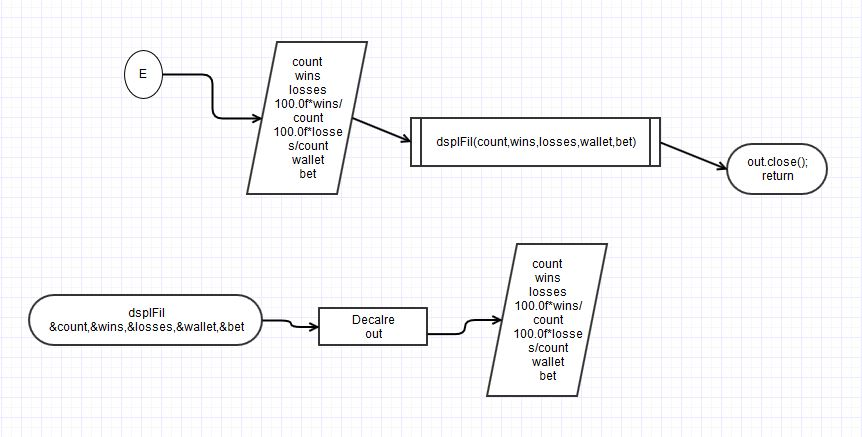 E
count
wins
losses
100.0f*wins/
count
100.0f*losse
s/count
wallet
bet
dsplFil(count,wins,losses,wallet,bet)
out.close();
return
dsplFil
&count,&wins,&losses,&wallet,&bet
Decalre
out
count
wins
losses
100.0f*wins/
count
100.0f*losse
s/count
wallet
bet